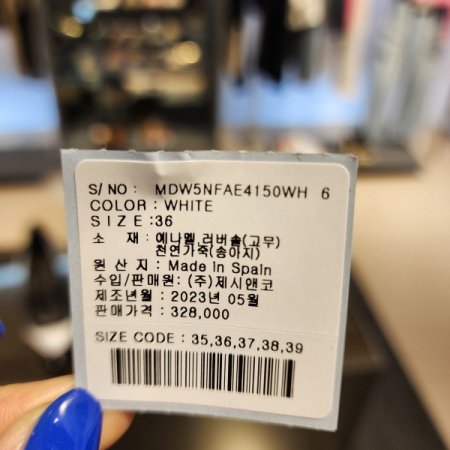 S/ NO : MDW5NFAE4150WH 6
COLOR : WHITE
SIZE:36
소 재: 에나멜,러버솔(고무)
천연가죽(송아지)
원 산 지 : Made in Spain
수입/판매원: (주)제시앤코
제조년월 : 2023년 05월
판매가격 : 328,000
SIZE CODE : 35,36,37,38,39